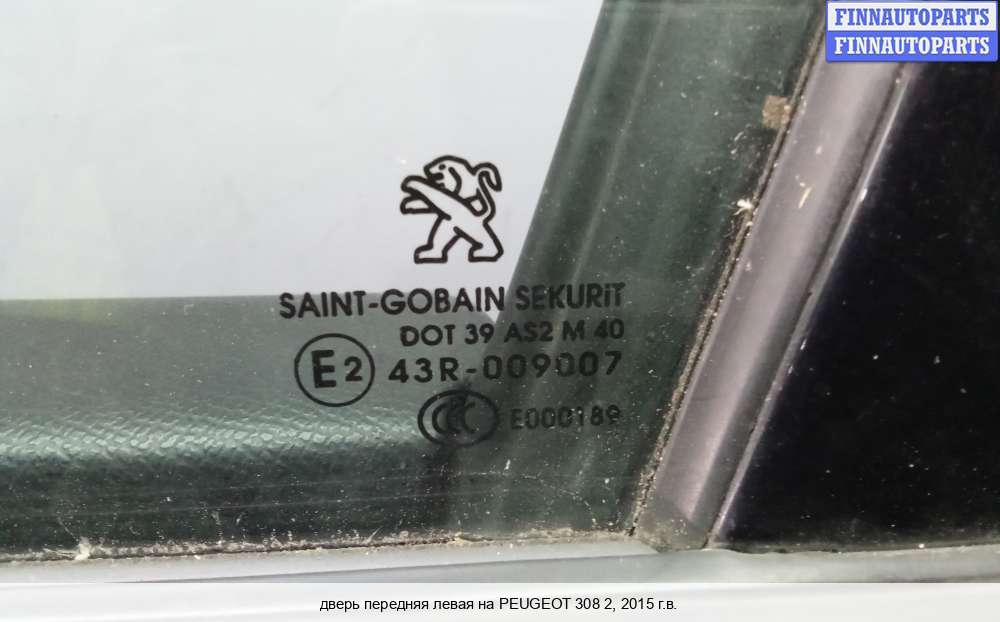 FINNAUTOPARTS
FINNAUTOPARTS
SAINT-GOBAIN SEKURIT
DOT 39 AS2 M 40
E2 43R-009007
CCC E000189
дверь передняя левая на PEUGEOT 308 2, 2015 г.в.